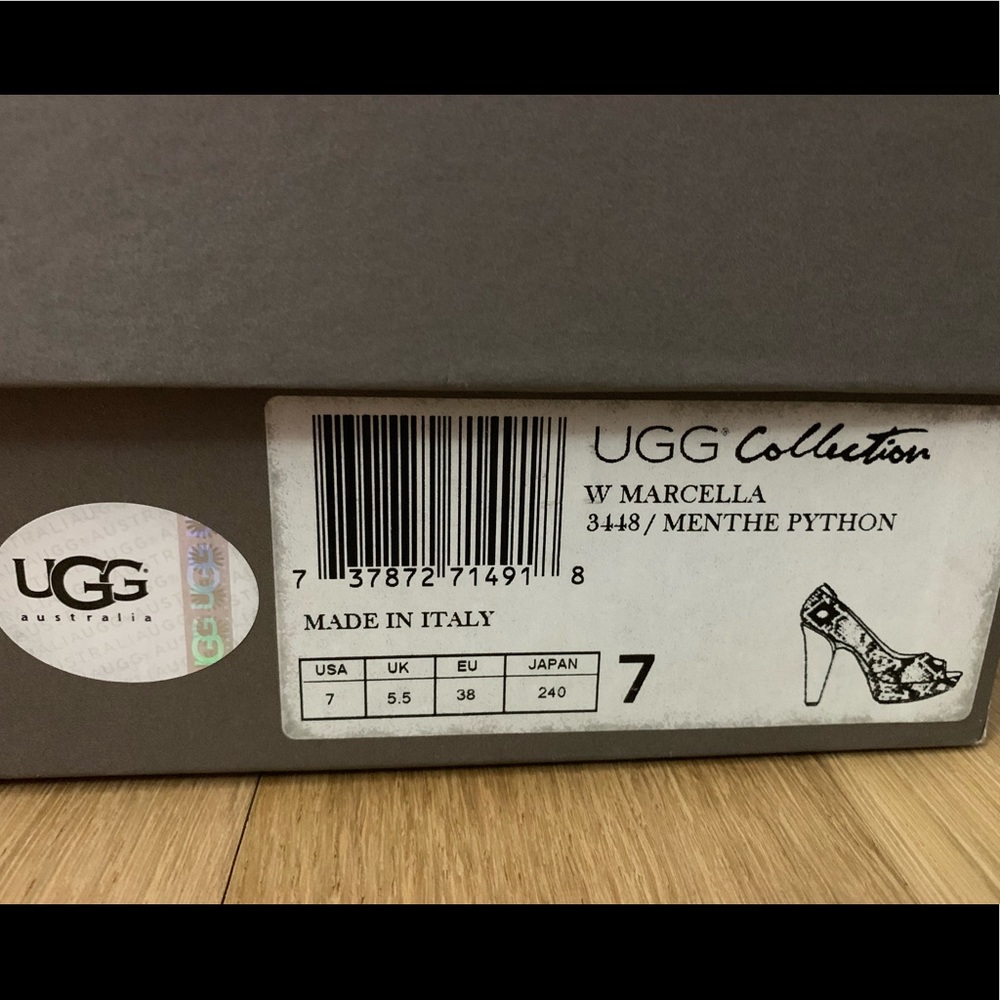 UGG® Collection
W MARCELLA
3448 / MENTHE PYTHON
7 37872 71491 8
MADE IN ITALY
USA UK EU JAPAN
7 5.5 38 240
7
UGG®
australia
UGG